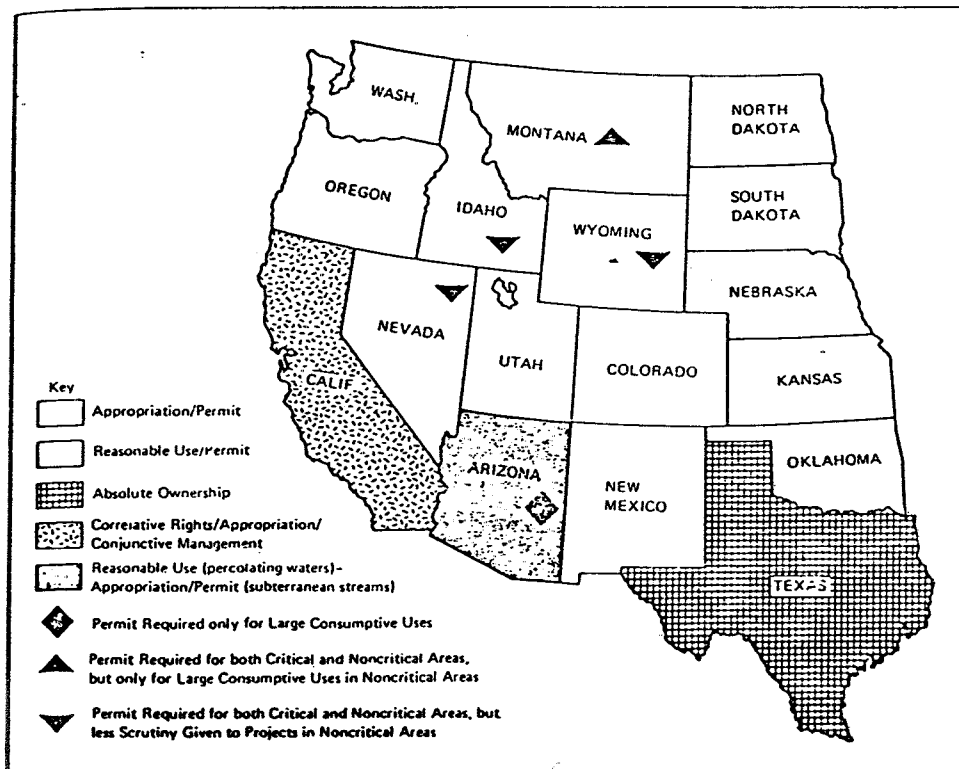 WASH.
MONTANA
NORTH
DAKOTA
OREGON
IDAHO
WYOMING
SOUTH
DAKOTA
NEBRASKA
NEVADA
UTAH
COLORADO
KANSAS
CALIF
ARIZONA
NEW
MEXICO
OKLAHOMA
TEXAS
Key
Appropriation/Permit
Reasonable Use/Permit
Absolute Ownership
Correlative Rights/Appropriation/
Conjunctive Management
Reasonable Use (percolating waters)–
Appropriation/Permit (subterranean streams)
Permit Required only for Large Consumptive Uses
Permit Required for both Critical and Noncritical Areas,
but only for Large Consumptive Uses in Noncritical Areas
Permit Required for both Critical and Noncritical Areas, but
less Scrutiny Given to Projects in Noncritical Areas